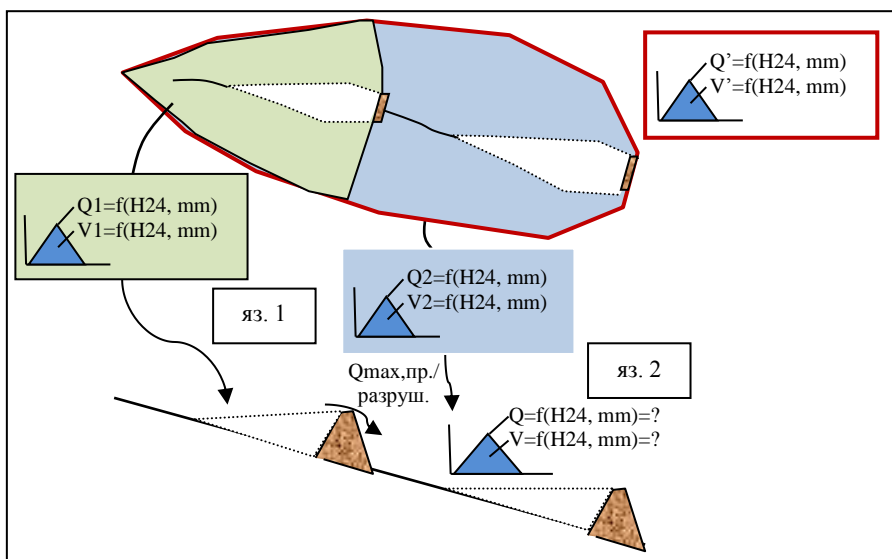 Q’=f(H24, mm)
V’=f(H24, mm)
Q1=f(H24, mm)
V1=f(H24, mm)
Q2=f(H24, mm)
V2=f(H24, mm)
яз. 1
яз. 2
Qmax,пр./
разруш.
Q=f(H24, mm)=?
V=f(H24, mm)=?